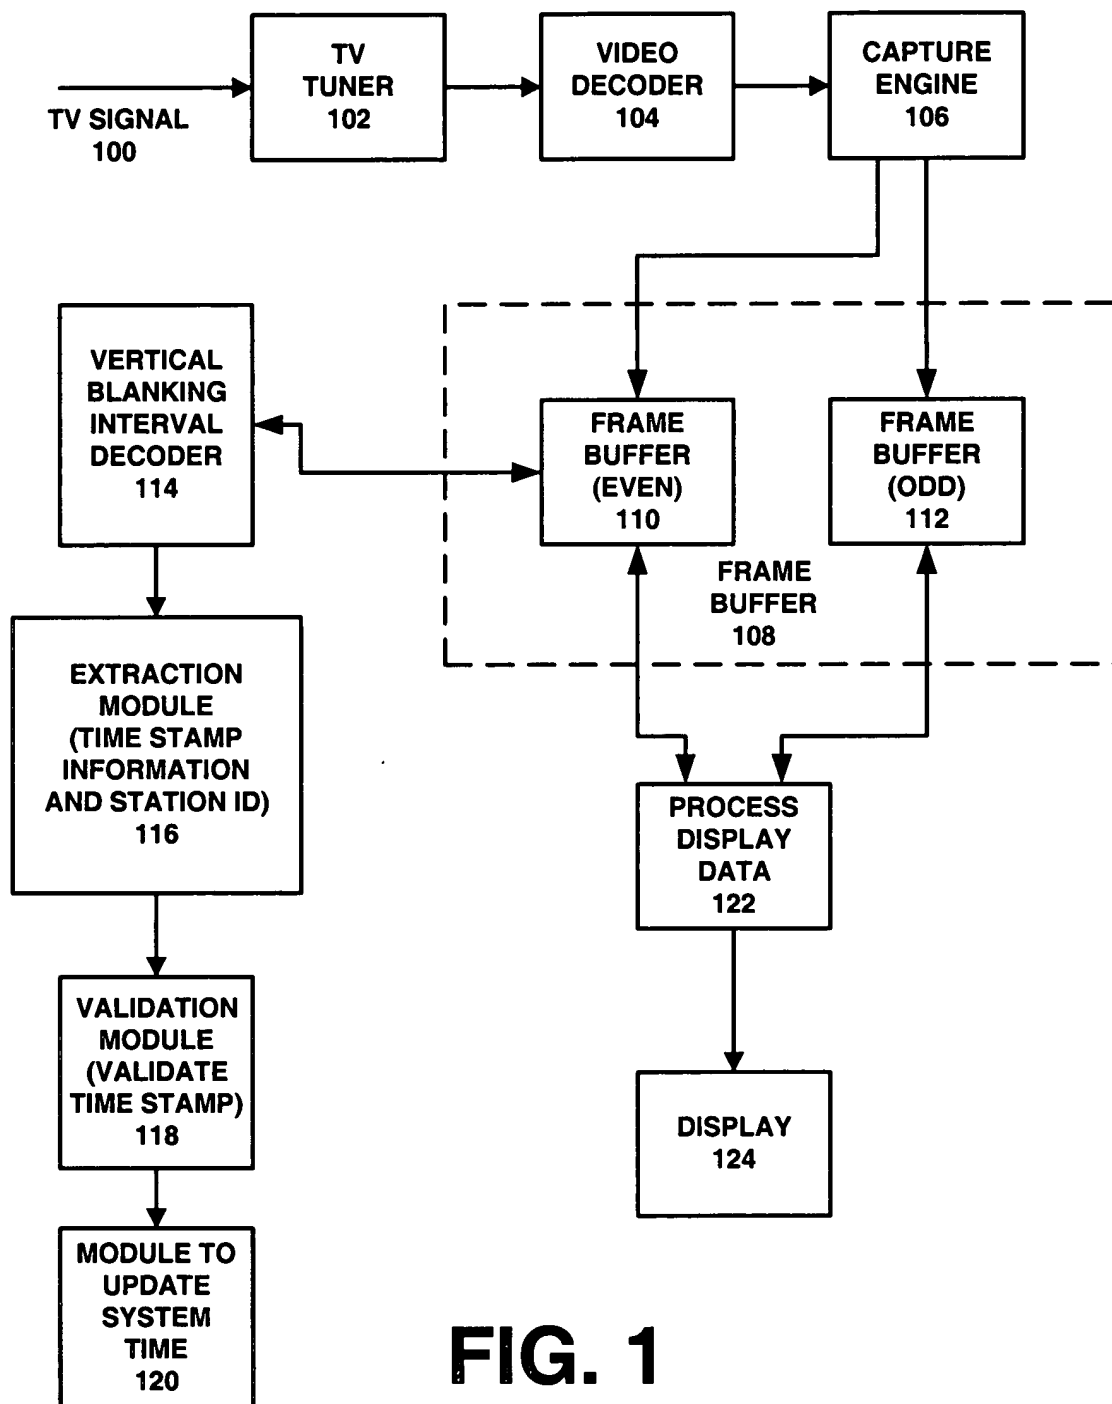 TV
TUNER
102
VIDEO
DECODER
104
CAPTURE
ENGINE
106
TV SIGNAL
100
VERTICAL
BLANKING
INTERVAL
DECODER
114
FRAME
BUFFER
(EVEN)
110
FRAME
BUFFER
(ODD)
112
FRAME
BUFFER
108
EXTRACTION
MODULE
(TIME STAMP
INFORMATION
AND STATION ID)
116
PROCESS
DISPLAY
DATA
122
VALIDATION
MODULE
(VALIDATE
TIME STAMP)
118
DISPLAY
124
MODULE TO
UPDATE
SYSTEM
TIME
120
FIG. 1